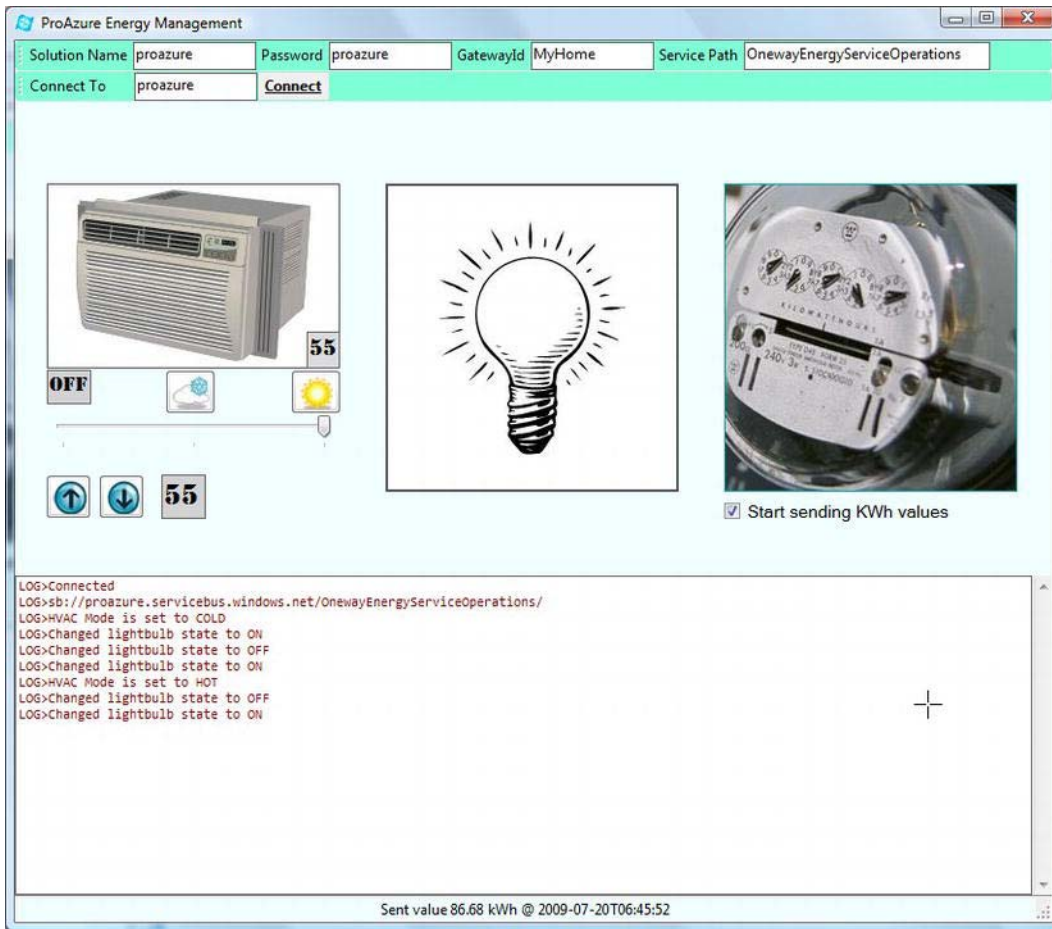 ProAzure Energy Management
Solution Name proazure Password proazure GatewayId MyHome Service Path OnewayEnergyServiceOperations
Connect To proazure Connect
55
OFF
55
KILOWATTHOURS
240V 3W
Start sending KWh values
LOG>Connected
LOG>sb://proazure.servicebus.windows.net/OnewayEnergyServiceOperations/
LOG>HVAC Mode is set to COLD
LOG>Changed lightbulb state to ON
LOG>Changed lightbulb state to OFF
LOG>Changed lightbulb state to ON
LOG>HVAC Mode is set to HOT
LOG>Changed lightbulb state to OFF
LOG>Changed lightbulb state to ON
Sent value 86.68 kWh @ 2009-07-20T06:45:52